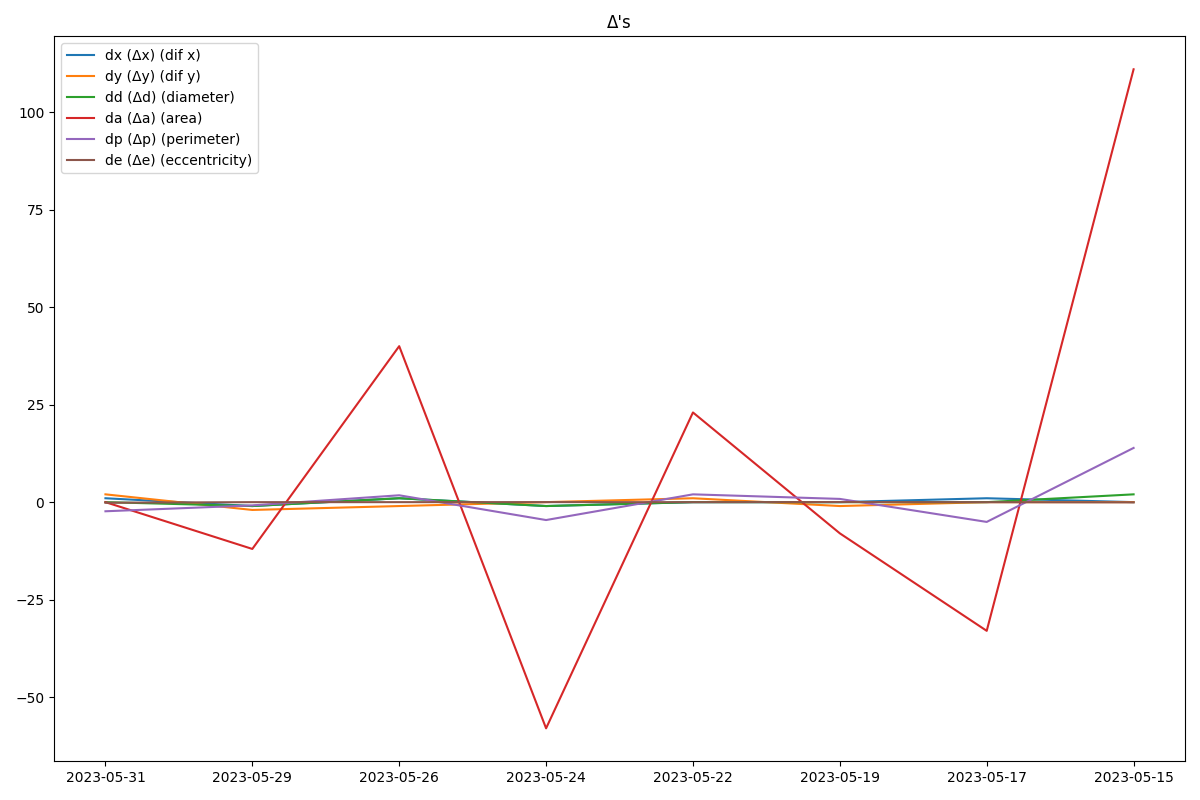 Δ's
dx (Δx) (dif x)
dy (Δy) (dif y)
dd (Δd) (diameter)
da (Δa) (area)
dp (Δp) (perimeter)
de (Δe) (eccentricity)
100
75
50
25
0
−25
−50
2023-05-31 2023-05-29 2023-05-26 2023-05-24 2023-05-22 2023-05-19 2023-05-17 2023-05-15